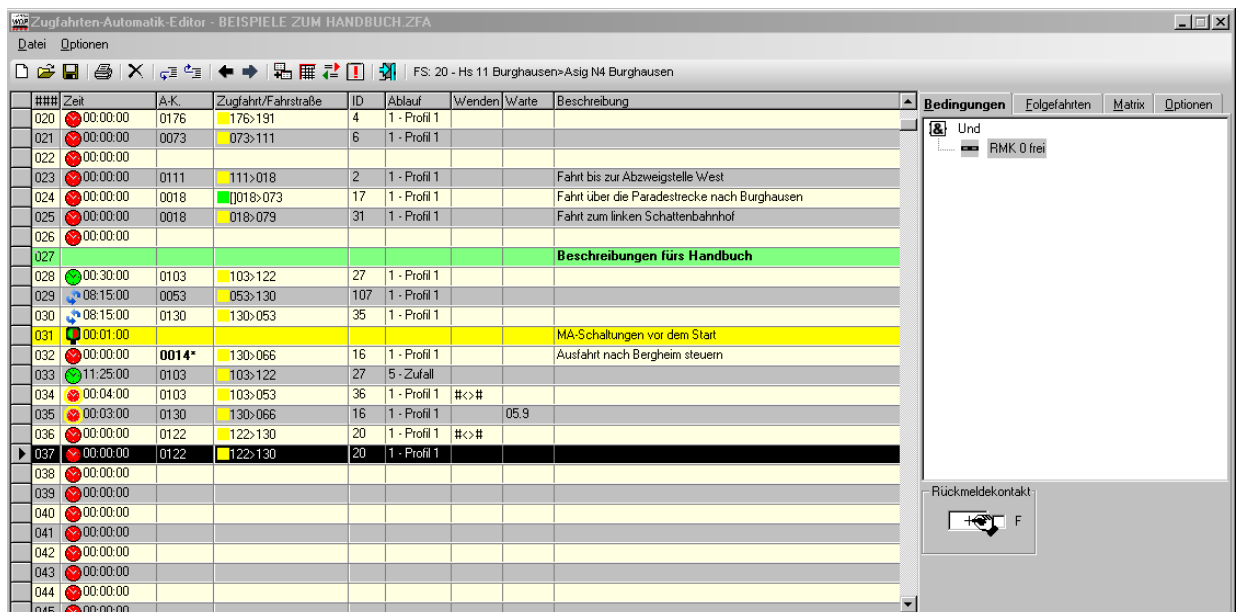 Zugfahrten-Automatik-Editor - BEISPIELE ZUM HANDBUCH.ZFA
Datei Optionen
FS: 20 - Hs 11 Burghausen>Asig N4 Burghausen
### Zeit A-K. Zugfahrt/Fahrstraße ID Ablauf Wenden Warte Beschreibung
020 00:00:00 0176 176>191 4 1 - Profil 1
021 00:00:00 0073 073>111 6 1 - Profil 1
022 00:00:00
023 00:00:00 0111 111>018 2 1 - Profil 1 Fahrt bis zur Abzweigstelle West
024 00:00:00 0018 []018>073 17 1 - Profil 1 Fahrt über die Paradestrecke nach Burghausen
025 00:00:00 0018 018>079 31 1 - Profil 1 Fahrt zum linken Schattenbahnhof
026 00:00:00
027 Beschreibungen fürs Handbuch
028 00:30:00 0103 103>122 27 1 - Profil 1
029 08:15:00 0053 053>130 107 1 - Profil 1
030 08:15:00 0130 130>053 35 1 - Profil 1
031 00:01:00 MA-Schaltungen vor dem Start
032 00:00:00 0014* 130>066 16 1 - Profil 1 Ausfahrt nach Bergheim steuern
033 11:25:00 0103 103>122 27 5 - Zufall
034 00:04:00 0103 103>053 36 1 - Profil 1 #<>#
035 00:03:00 0130 130>066 16 1 - Profil 1 05.9
036 00:00:00 0122 122>130 20 1 - Profil 1 #<>#
037 00:00:00 0122 122>130 20 1 - Profil 1
038 00:00:00
039 00:00:00
040 00:00:00
041 00:00:00
042 00:00:00
043 00:00:00
044 00:00:00
045 00:00:00
Bedingungen Folgefahrten Matrix Optionen
& Und
RMK 0 frei
Rückmeldekontakt
F